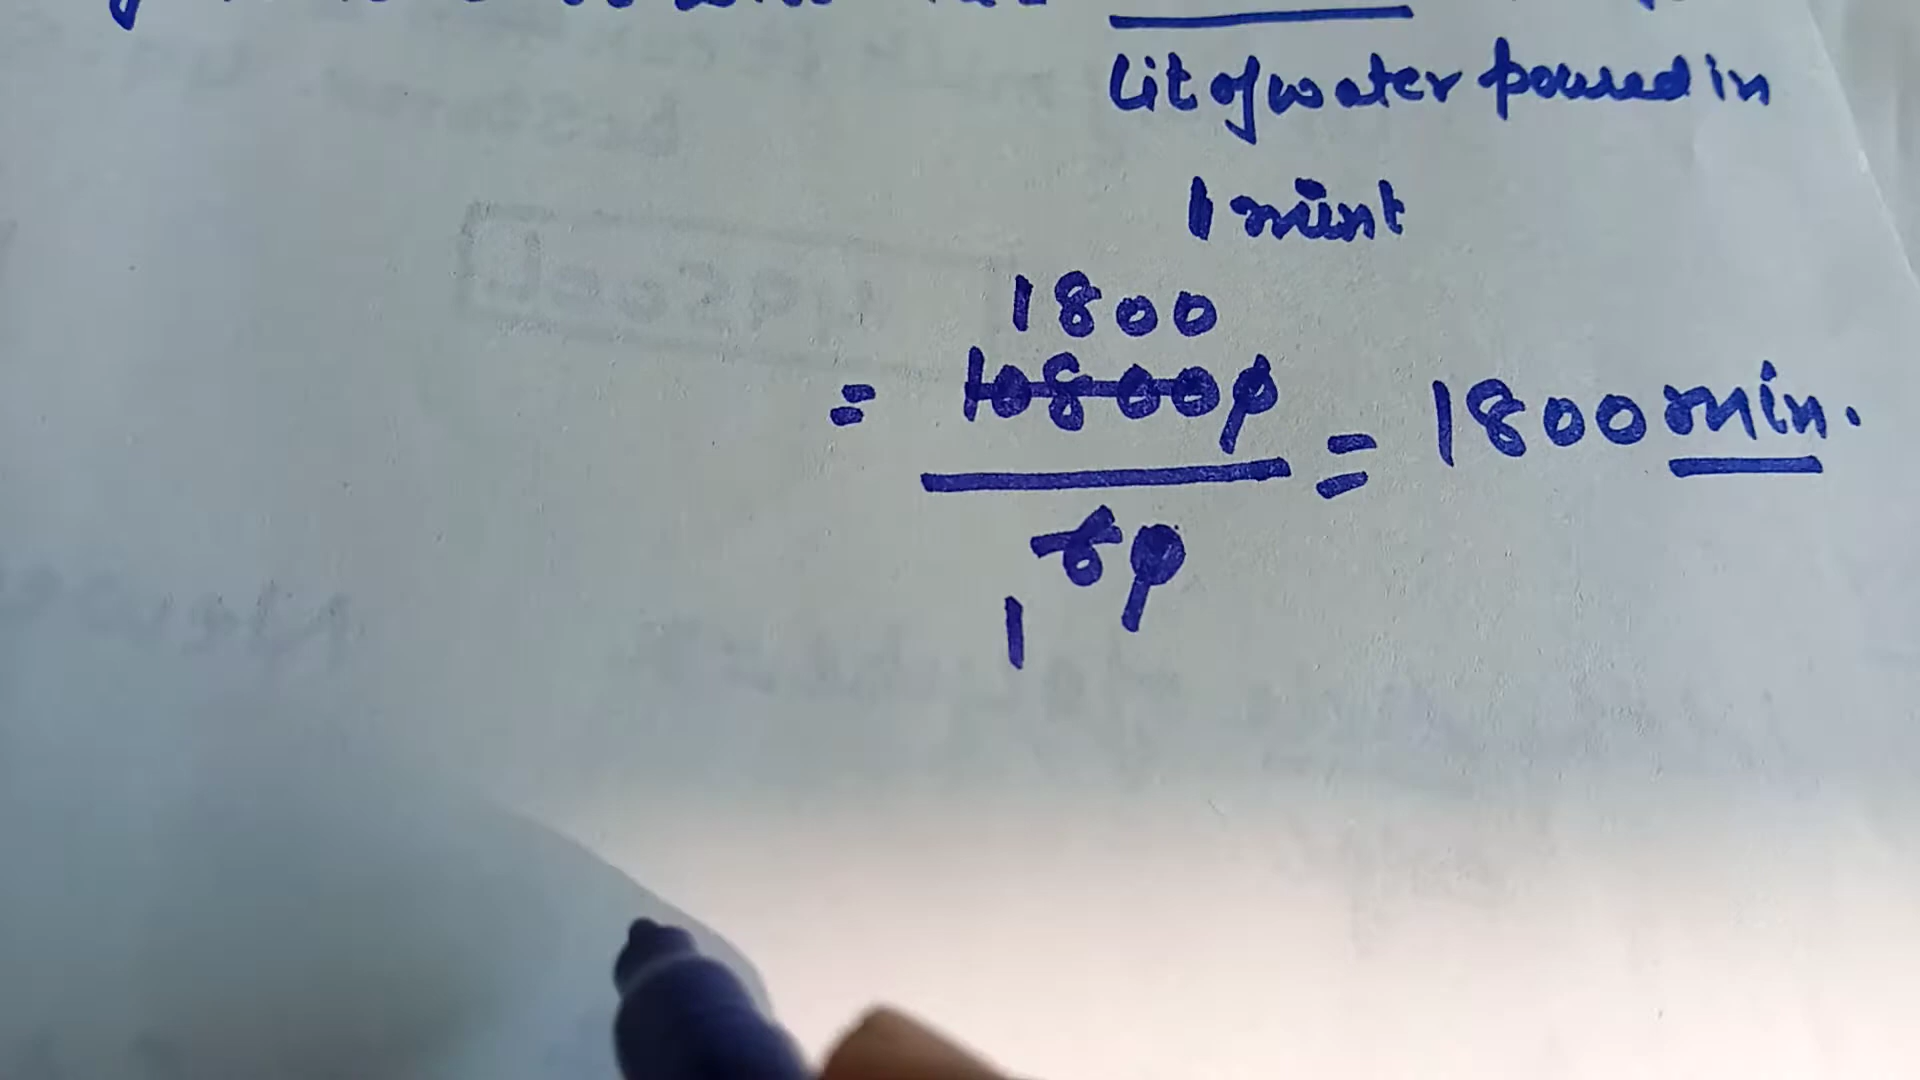 Lit of water poured in
1 mint
1800
= 108000 = 1800 min.
60
1